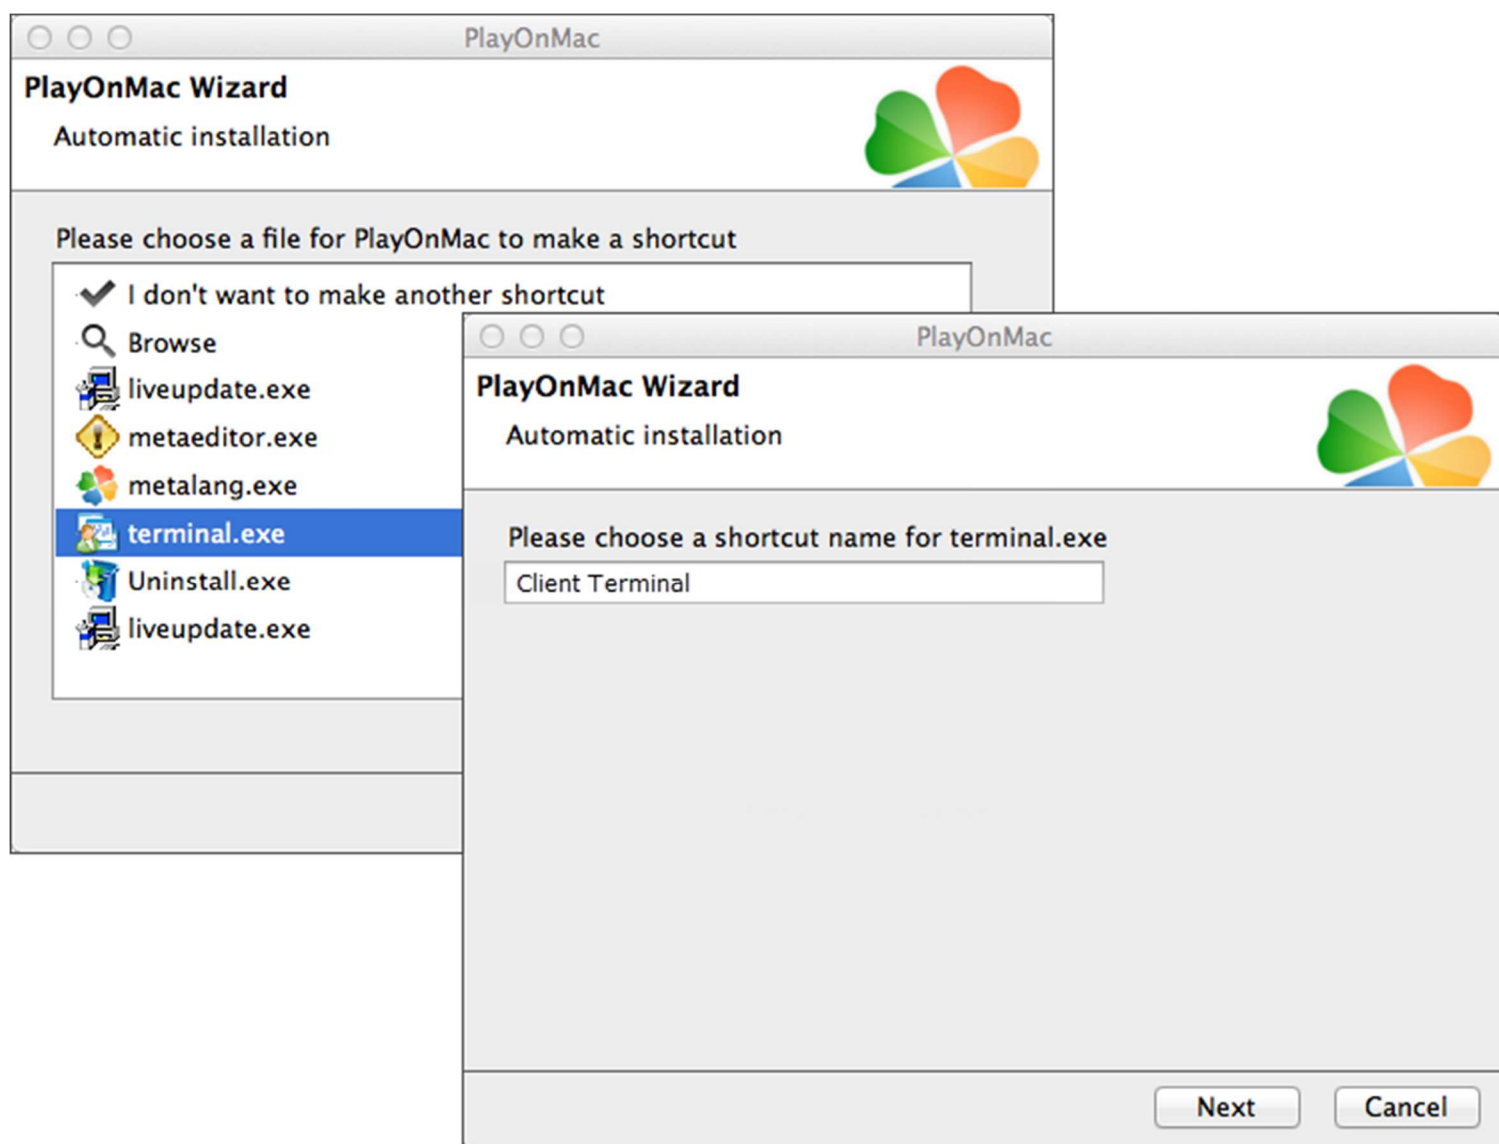 PlayOnMac
PlayOnMac Wizard
Automatic installation
Please choose a file for PlayOnMac to make a shortcut
I don't want to make another shortcut
Browse
liveupdate.exe
metaeditor.exe
metalang.exe
terminal.exe
Uninstall.exe
liveupdate.exe
PlayOnMac
PlayOnMac Wizard
Automatic installation
Please choose a shortcut name for terminal.exe
Client Terminal
Next
Cancel